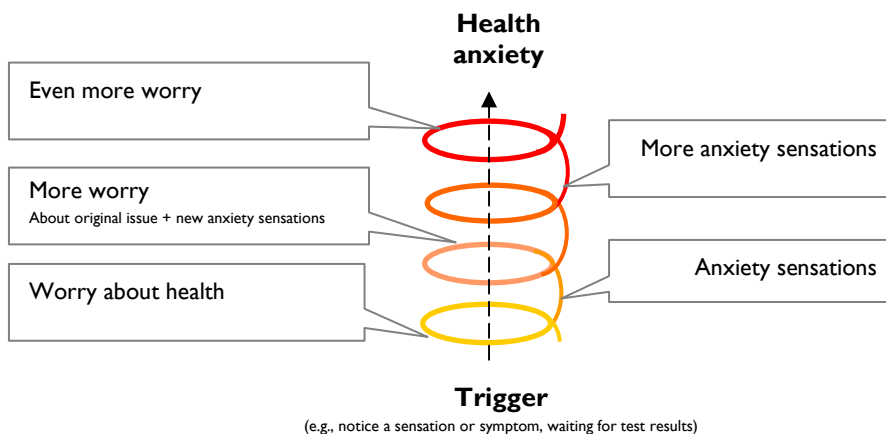 Health
anxiety
Even more worry
More anxiety sensations
More worry
About original issue + new anxiety sensations
Anxiety sensations
Worry about health
Trigger
(e.g., notice a sensation or symptom, waiting for test results)